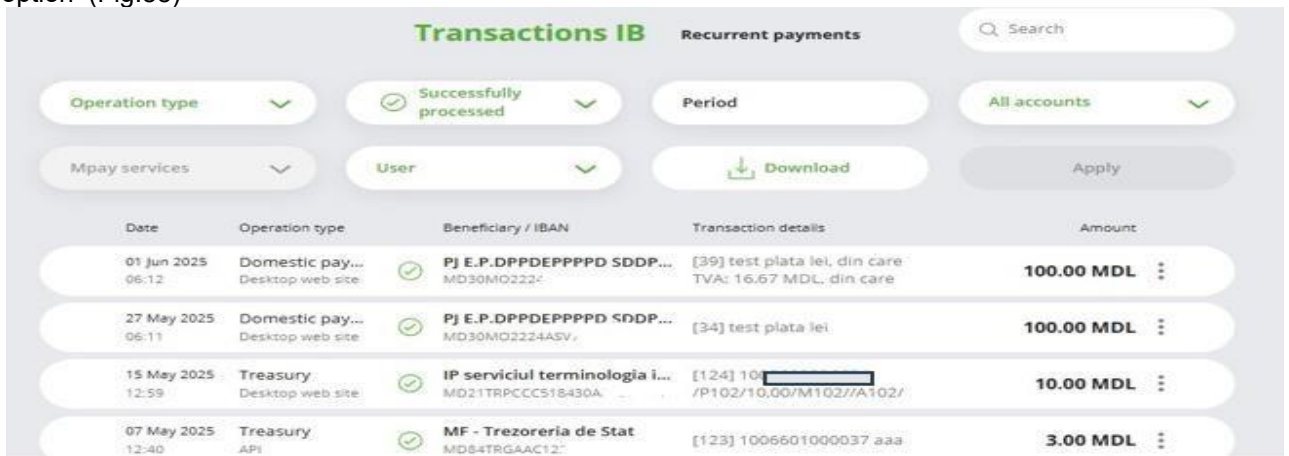 Transactions IB Recurrent payments Search
Operation type Successfully processed Period All accounts
Mpay services User Download Apply
Date Operation type Beneficiary / IBAN Transaction details Amount
01 Jun 2025 Domestic pay... PJ E.P.DPPDEPPPPD SDDP... [39] test plata lei, din care 100.00 MDL
06:12 Desktop web site MD30MO222 TVA: 16.67 MDL, din care
27 May 2025 Domestic pay... PJ E.P.DPPDEPPPPD SDDP... [34] test plata lei 100.00 MDL
06:11 Desktop web site MD30MO2224ASV
15 May 2025 Treasury IP serviciul terminologia i... [124] 10 10.00 MDL
12:59 Desktop web site MD21TRPCCC518430A /P102/10,00/M102//A102/
07 May 2025 Treasury MF - Trezoreria de Stat [123] 1006601000037 aaa 3.00 MDL
12:40 API MD84TRGAAC12